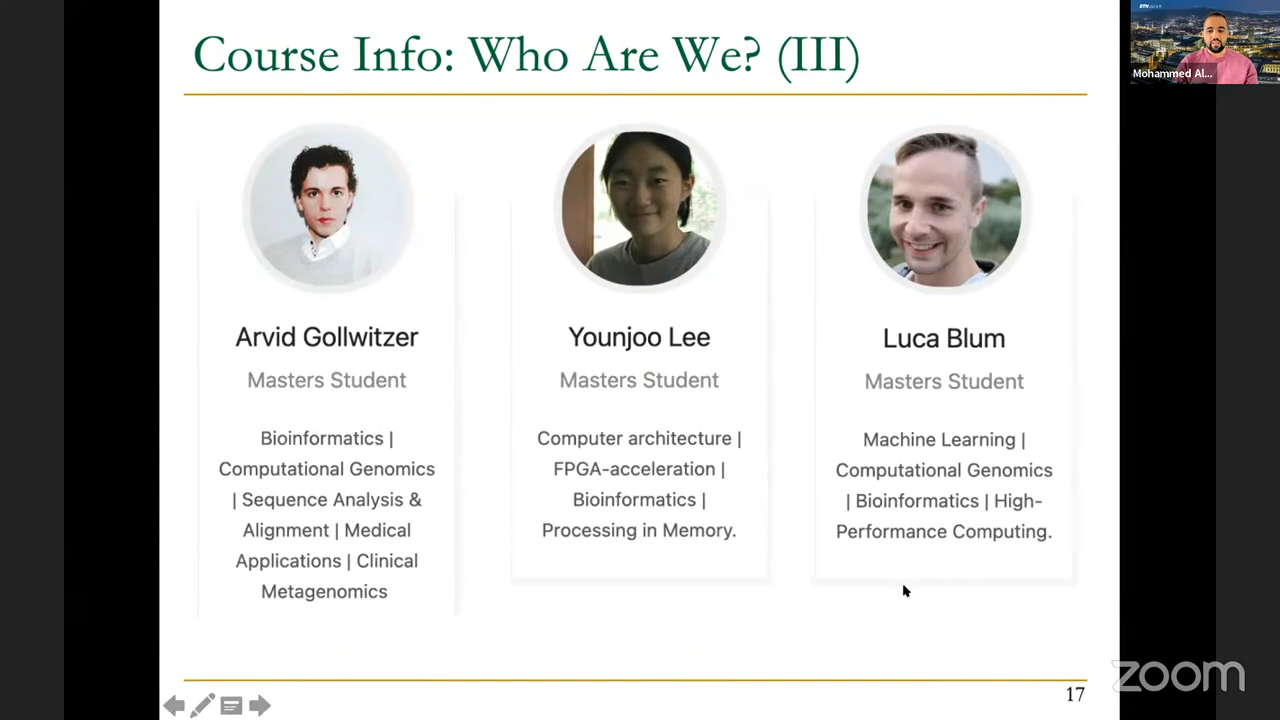 Course Info: Who Are We? (III)
ETH zürich
Mohammed Al...
Arvid Gollwitzer
Masters Student
Bioinformatics |
Computational Genomics
| Sequence Analysis &
Alignment | Medical
Applications | Clinical
Metagenomics
Younjoo Lee
Masters Student
Computer architecture |
FPGA-acceleration |
Bioinformatics |
Processing in Memory.
Luca Blum
Masters Student
Machine Learning |
Computational Genomics
| Bioinformatics | High-
Performance Computing.
17
zoom